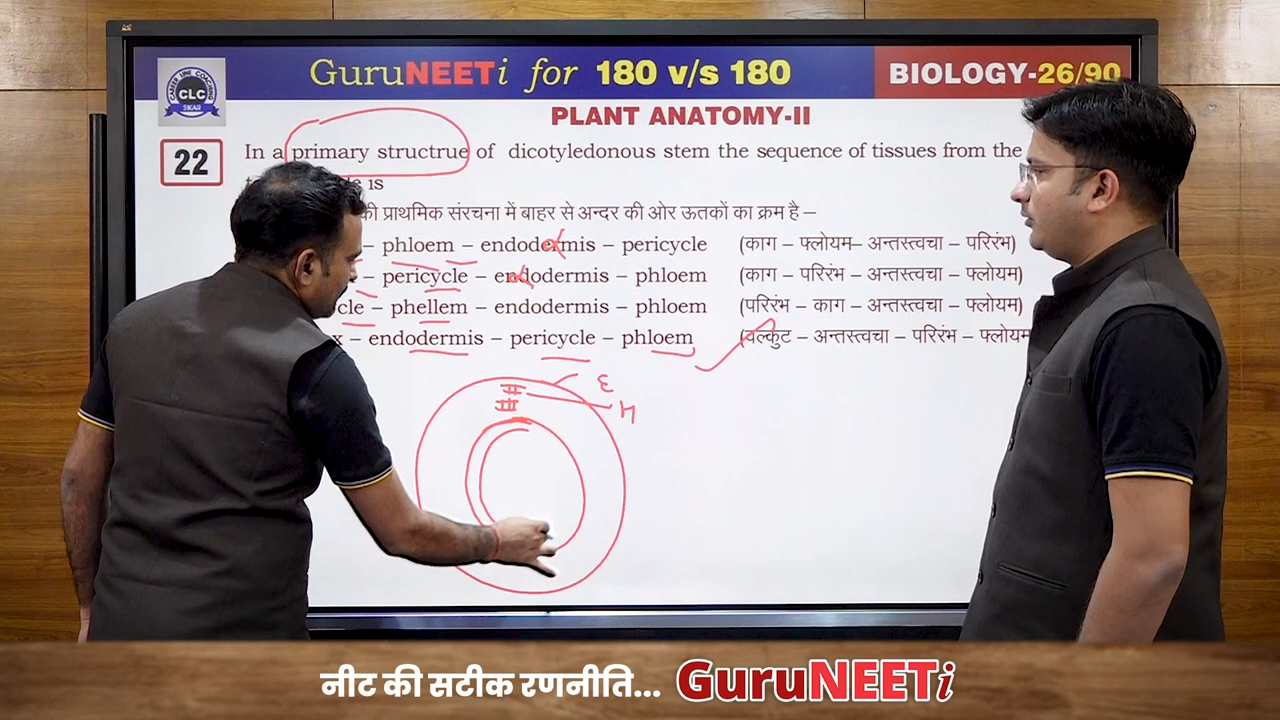 GuruNEETi for 180 v/s 180
BIOLOGY-26/90
CLC
SIKAR
PLANT ANATOMY-II
22
In a primary structrue of dicotyledonous stem the sequence of tissues from the
is
की प्राथमिक संरचना में बाहर से अन्दर की ओर ऊतकों का क्रम है –
– phloem – endodermis – pericycle (काग – फ्लोयम– अन्तस्त्वचा – परिरंभ)
– pericycle – endodermis – phloem (काग – परिरंभ – अन्तस्त्वचा – फ्लोयम)
– phellem – endodermis – phloem (परिरंभ – काग – अन्तस्त्वचा – फ्लोयम)
– endodermis – pericycle – phloem (वल्कुट – अन्तस्त्वचा – परिरंभ – फ्लोयम
E
H
नीट की सटीक रणनीति... GuruNEETi